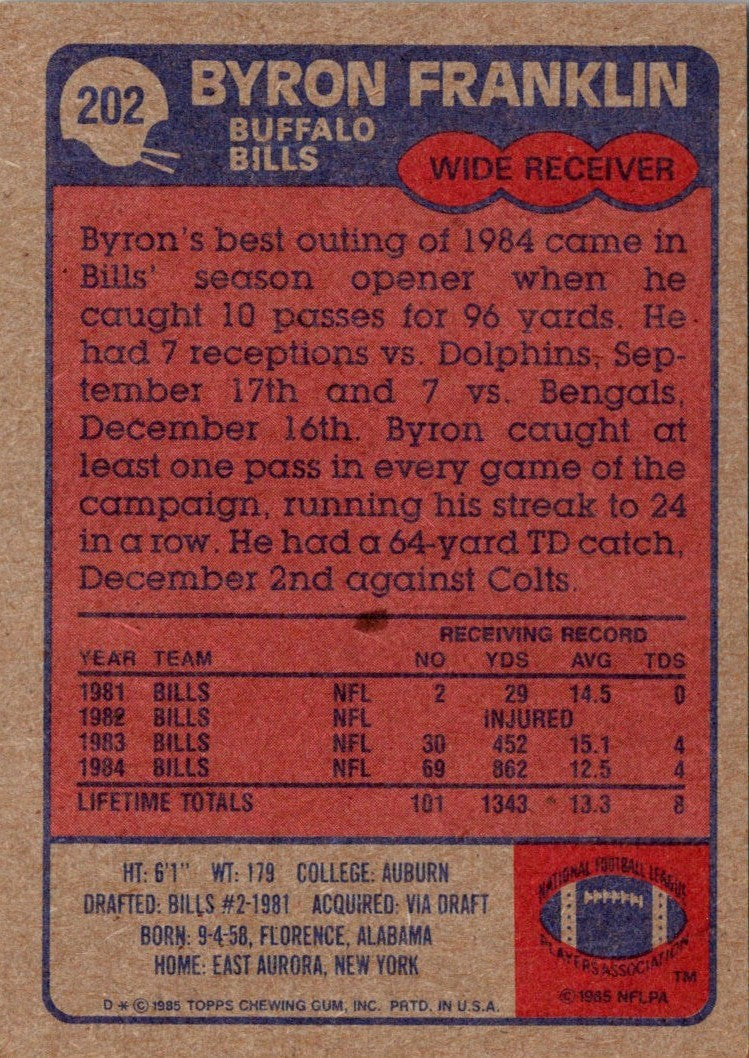 202
BYRON FRANKLIN
BUFFALO
BILLS
WIDE RECEIVER
Byron's best outing of 1984 came in
Bills' season opener when he
caught 10 passes for 96 yards. He
had 7 receptions vs. Dolphins, Sep-
tember 17th and 7 vs. Bengals,
December 16th. Byron caught at
least one pass in every game of the
campaign, running his streak to 24
in a row. He had a 64-yard TD catch,
December 2nd against Colts.
RECEIVING RECORD
YEAR TEAM NO YDS AVG TDS
1981 BILLS NFL 2 29 14.5 0
1982 BILLS NFL INJURED
1983 BILLS NFL 30 452 15.1 4
1984 BILLS NFL 69 862 12.5 4
LIFETIME TOTALS 101 1343 13.3 8
HT: 6'1" WT: 179 COLLEGE: AUBURN
DRAFTED: BILLS #2-1981 ACQUIRED: VIA DRAFT
BORN: 9-4-58, FLORENCE, ALABAMA
HOME: EAST AURORA, NEW YORK
D * © 1985 TOPPS CHEWING GUM, INC. PRTD. IN U.S.A.
NATIONAL FOOTBALL LEAGUE
PLAYERS ASSOCIATION
TM
© 1985 NFLPA